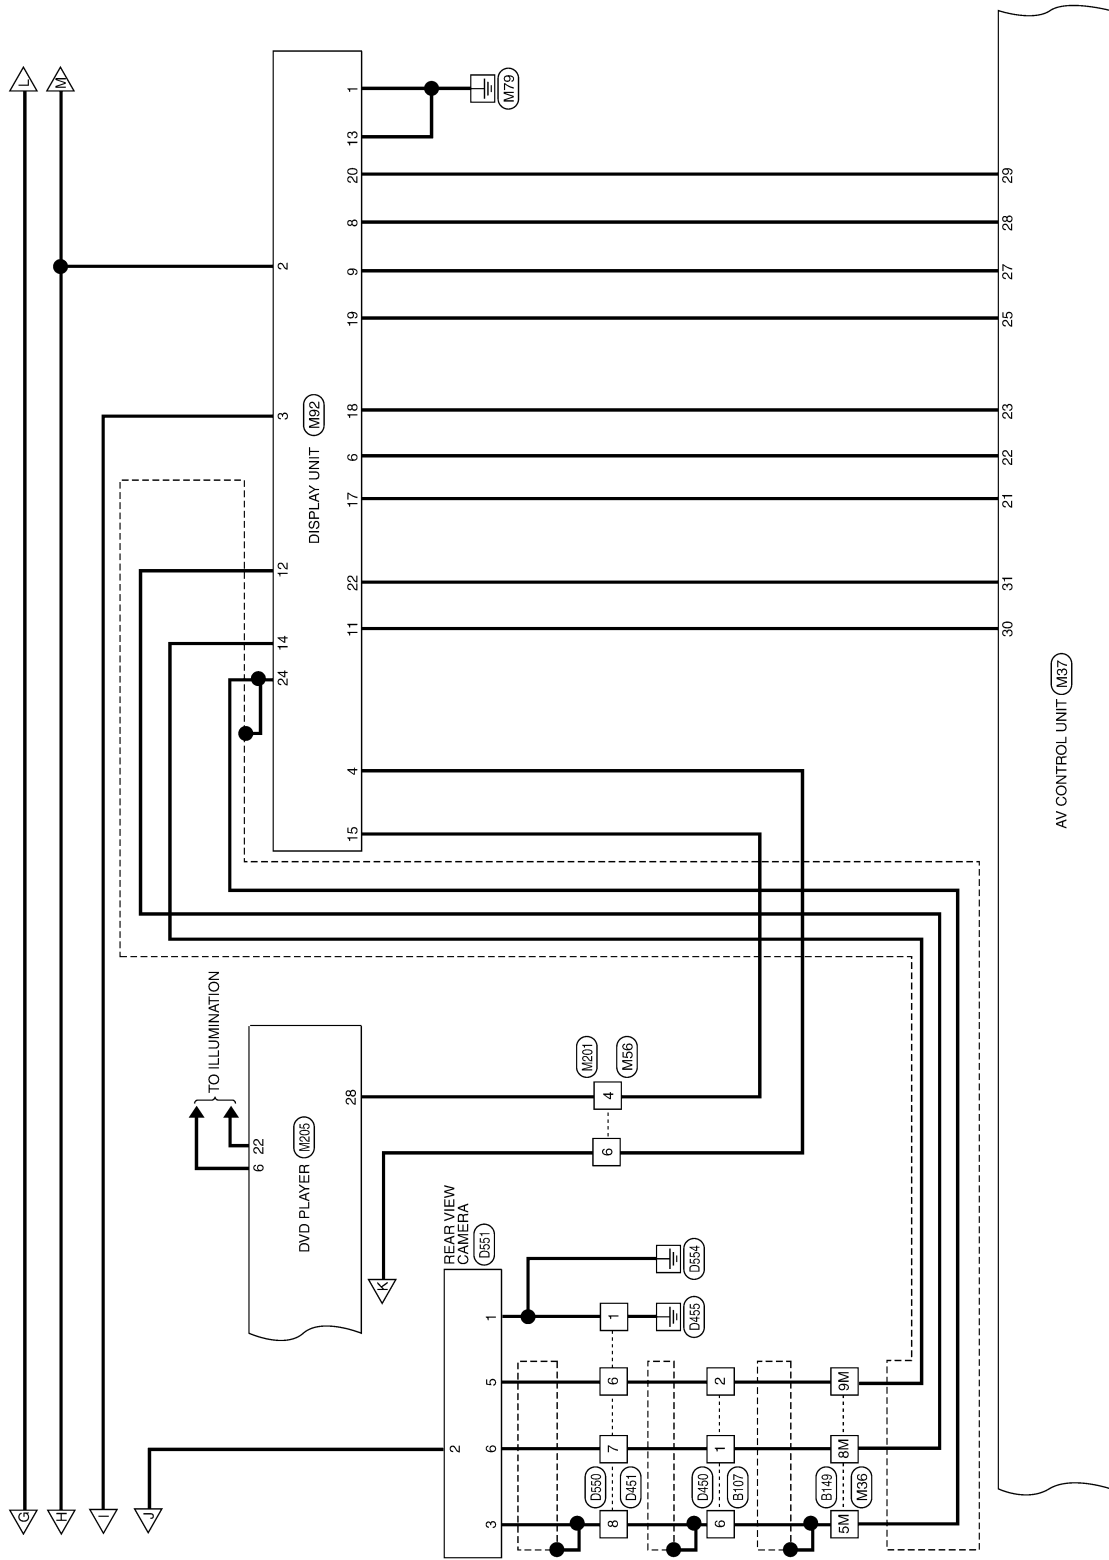 L
M
1
13
M79
20
29
8
28
2
9
27
19
25
3
M92
DISPLAY UNIT
18
23
6
22
17
21
12
22
31
14
11
30
24
AV CONTROL UNIT
M37
4
15
TO ILLUMINATION
28
22
6
DVD PLAYER
M205
M201
M56
4
6
REAR VIEW
CAMERA
D551
K
D554
1
1
D455
5
6
2
9M
2
6
7
1
8M
D550
D451
D450
B107
B149
M36
3
8
6
5M
G
H
I
J